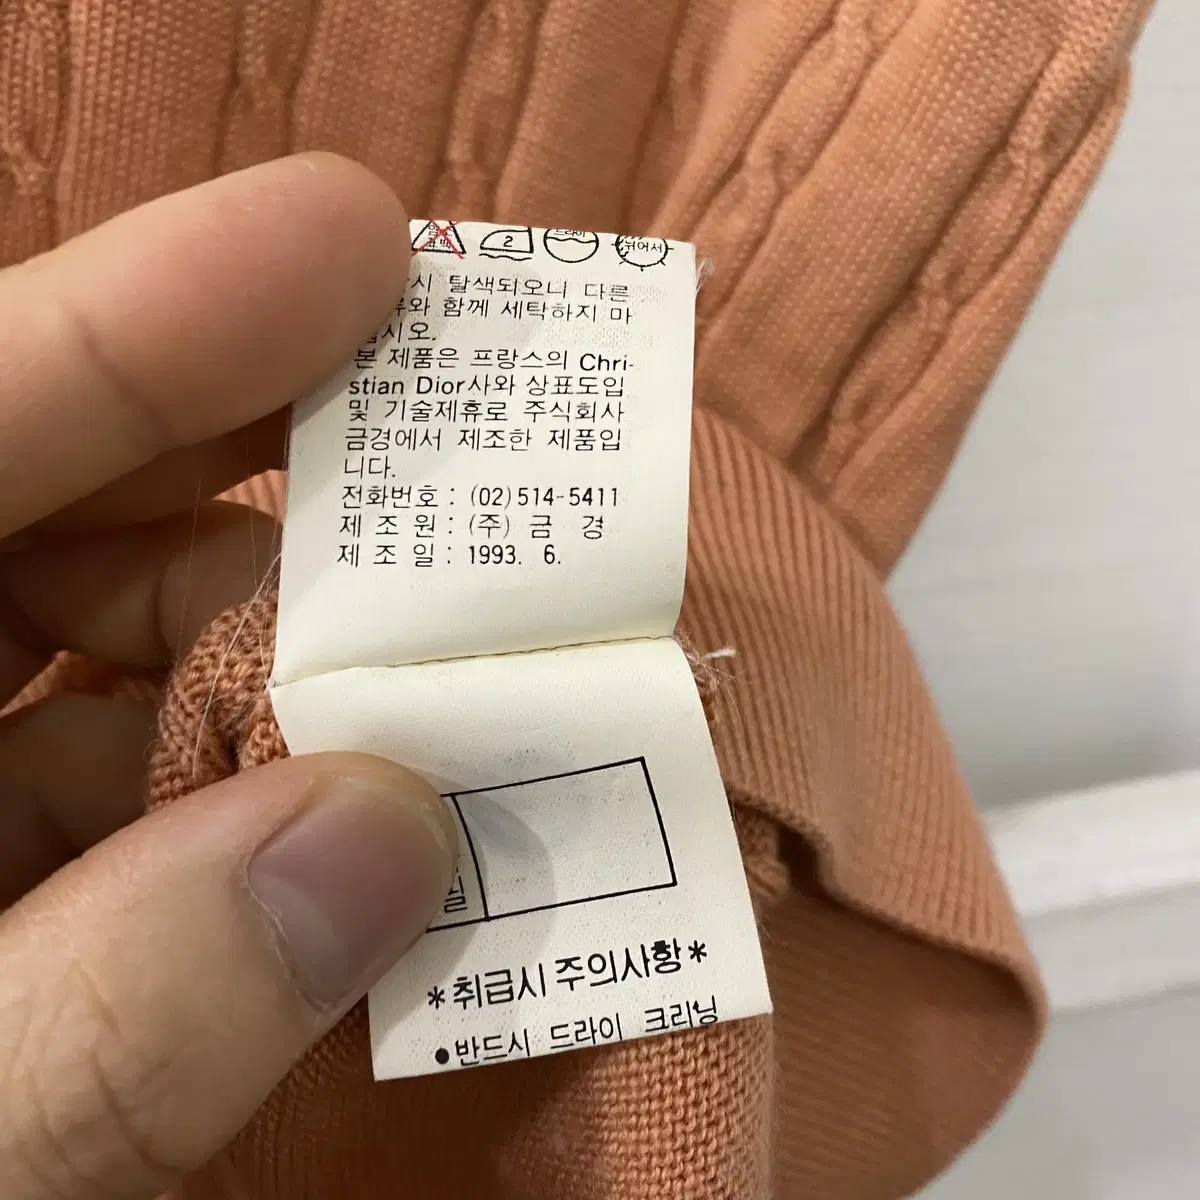 2 드라이 뉘어서
탈색되오니 다른
함께 세탁하지 마
십시오.
본 제품은 프랑스의 Chri-
stian Dior사와 상표도입
및 기술제휴로 주식회사
금경에서 제조한 제품입
니다.
전화번호 : (02)514-5411
제 조 원 : (주) 금 경
제 조 일 : 1993. 6.
*취급시 주의사항*
●반드시 드라이 크리닝